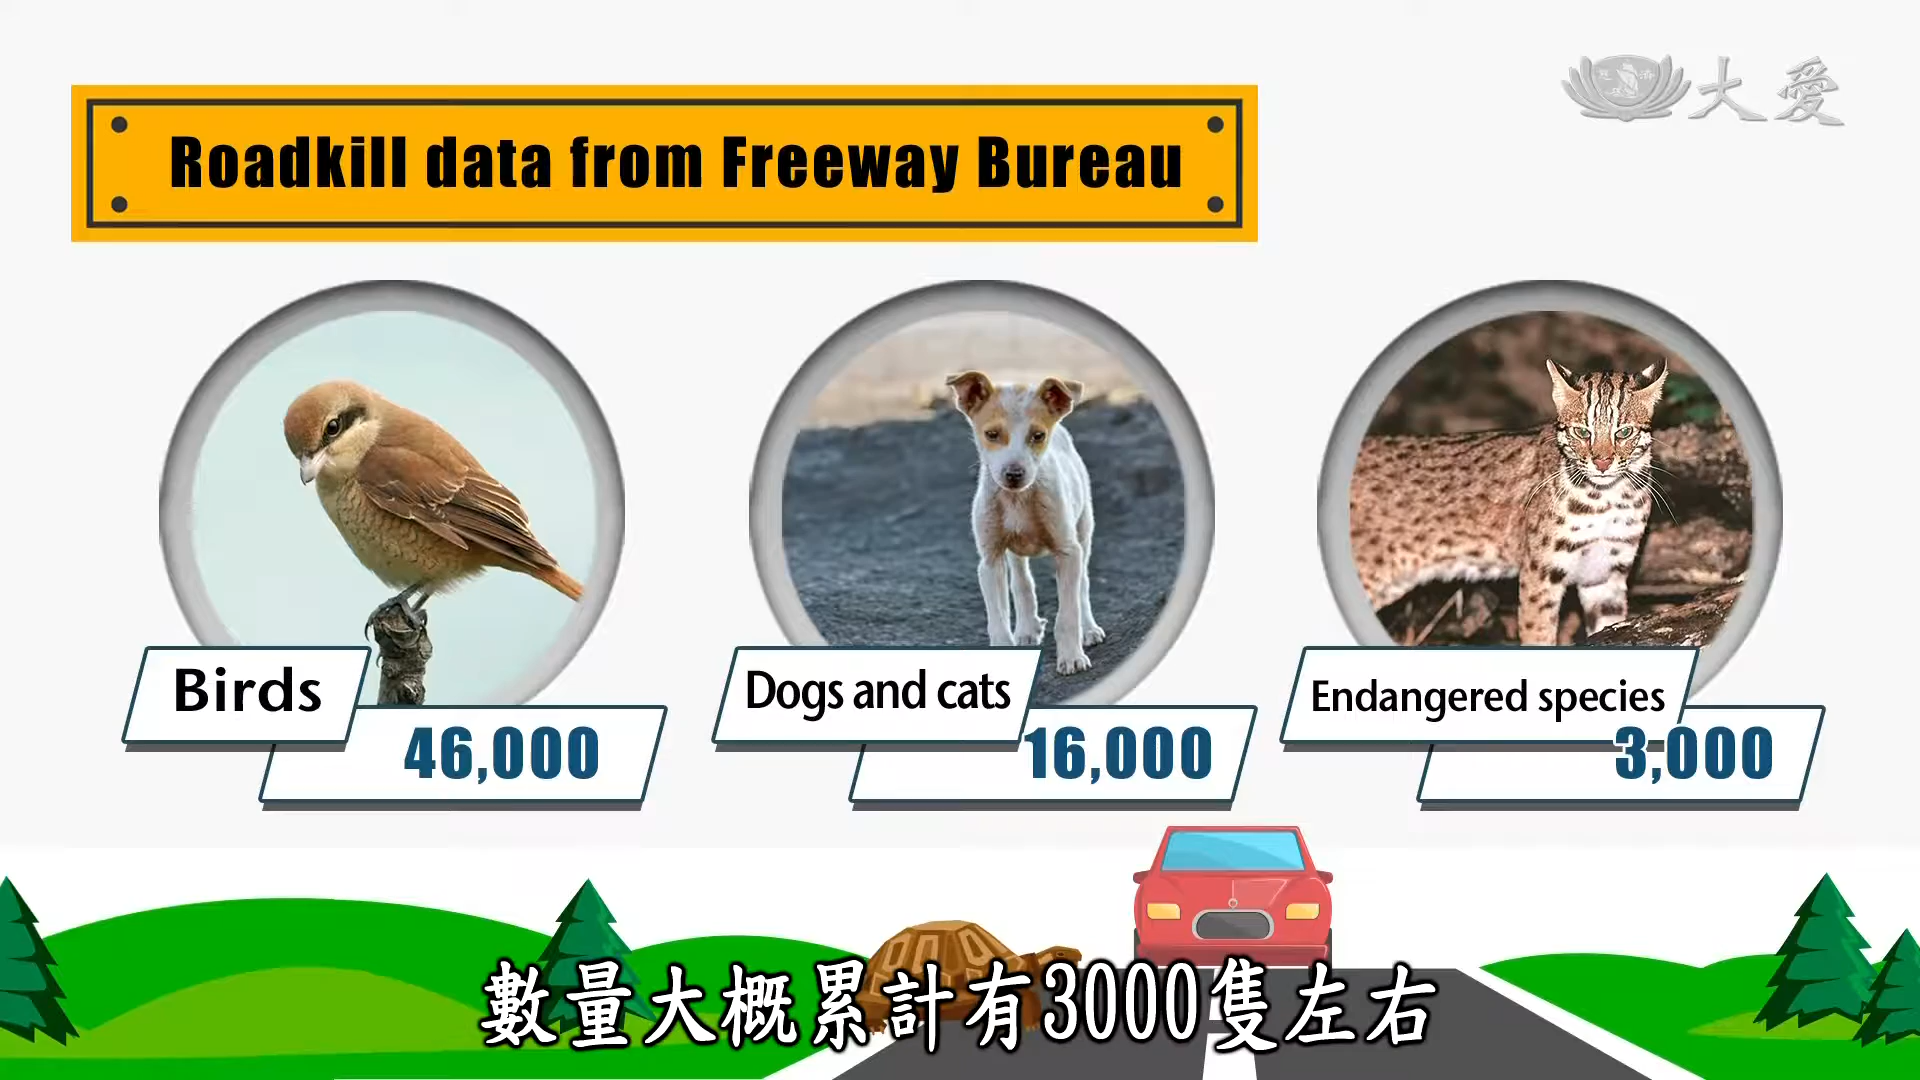 大愛
Roadkill data from Freeway Bureau
Birds
46,000
Dogs and cats
16,000
Endangered species
3,000
數量大概累計有3000隻左右